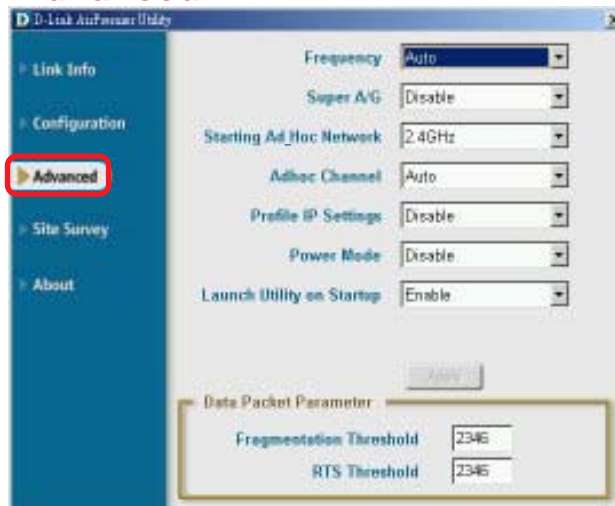 D-Link AirPremier Utility
Link Info
Configuration
Advanced
Site Survey
About
Frequency Auto
Super A/G Disable
Starting Ad_Hoc Network 2.4GHz
Adhoc Channel Auto
Profile IP Settings Disable
Power Mode Disable
Launch Utility on Startup Enable
Apply
Data Packet Parameter
Fragmentation Threshold 2346
RTS Threshold 2346